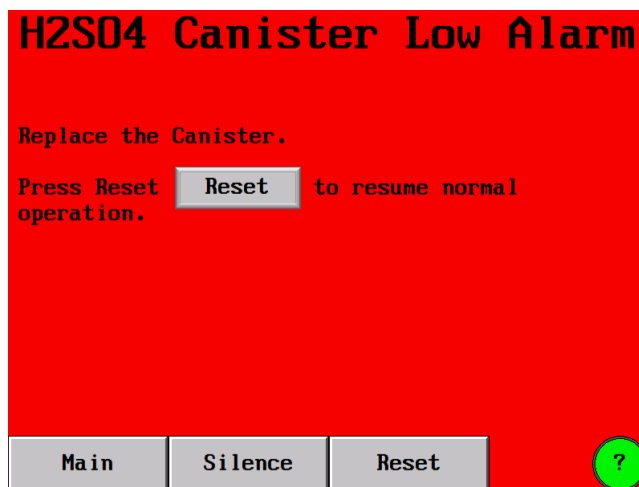 H2SO4 Canister Low Alarm
Replace the Canister.
Press Reset Reset to resume normal
operation.
Main Silence Reset ?